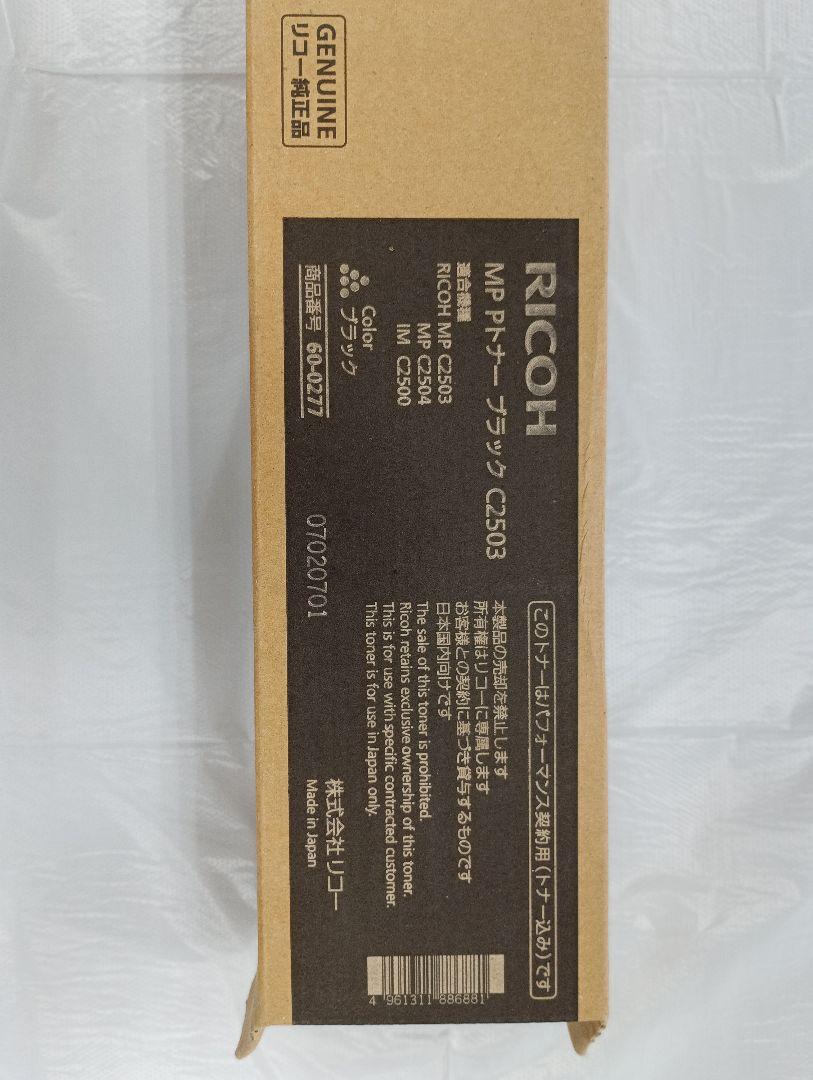 GENUINE
リコー純正品
RICOH
MP Pトナー ブラック C2503
適合機種
RICOH MP C2503
MP C2504
IM C2500
Color
ブラック
商品番号 60-0277
07020701
このトナーはパフォーマンス契約用(トナー込み)です
本製品の売却を禁止します
所有権はリコーに専属します
お客様との契約に基づき貸与するものです
日本国内向けです
The sale of this toner is prohibited.
Ricoh retains exclusive ownership of this toner.
This is for use with specific contracted customer.
This toner is for use in Japan only.
株式会社リコー
Made in Japan
4 961311 886881